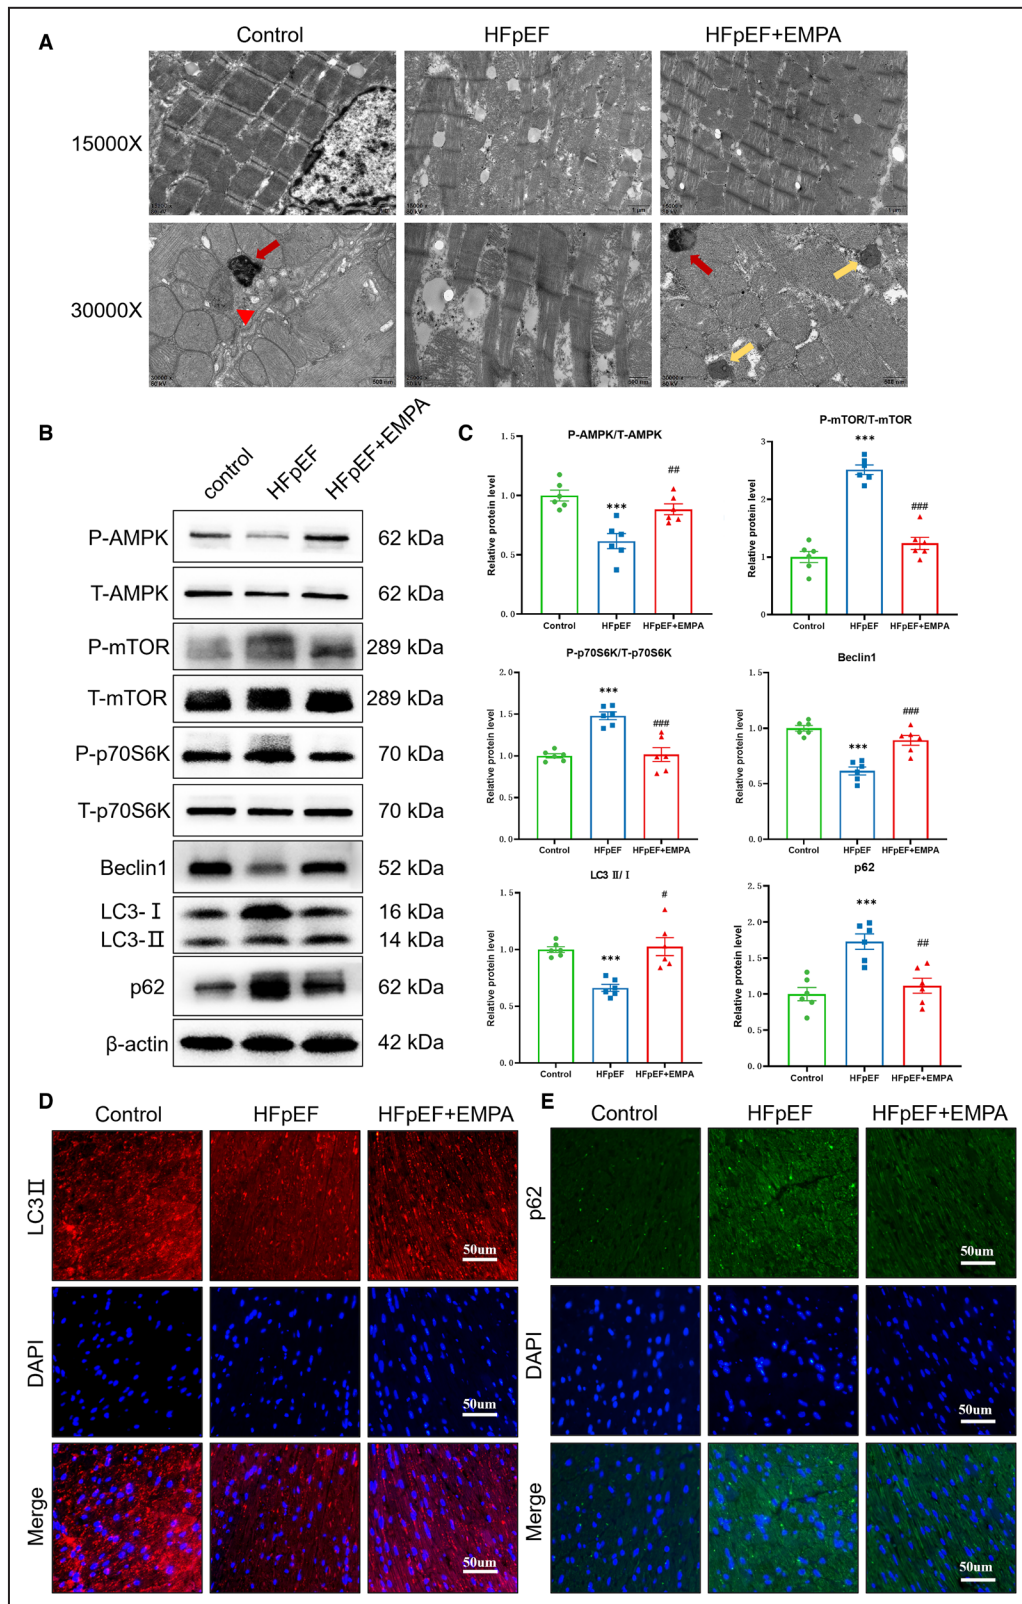 A
Control
HFpEF
HFpEF+EMPA
15000X
30000X
B
control
HFpEF
HFpEF+EMPA
P-AMPK
62 kDa
T-AMPK
62 kDa
P-mTOR
289 kDa
T-mTOR
289 kDa
P-p70S6K
70 kDa
T-p70S6K
70 kDa
Beclin1
52 kDa
LC3-Ⅰ
16 kDa
LC3-Ⅱ
14 kDa
p62
62 kDa
β-actin
42 kDa
C
P-AMPK/T-AMPK
Relative protein level
1.5
1.0
0.5
0.0
***
##
Control
HFpEF
HFpEF+EMPA
P-mTOR/T-mTOR
Relative protein level
3
2
1
0
***
###
Control
HFpEF
HFpEF+EMPA
P-p70S6K/T-p70S6K
Relative protein level
2.0
1.5
1.0
0.5
0.0
***
###
Control
HFpEF
HFpEF+EMPA
Beclin1
Relative protein level
1.5
1.0
0.5
0.0
***
###
Control
HFpEF
HFpEF+EMPA
LC3 Ⅱ/Ⅰ
Relative protein level
1.5
1.0
0.5
0.0
***
#
Control
HFpEF
HFpEF+EMPA
p62
Relative protein level
2.5
2.0
1.5
1.0
0.5
0.0
***
##
Control
HFpEF
HFpEF+EMPA
D
Control
HFpEF
HFpEF+EMPA
LC3Ⅱ
50um
DAPI
50um
Merge
50um
E
Control
HFpEF
HFpEF+EMPA
p62
50um
DAPI
50um
Merge
50um